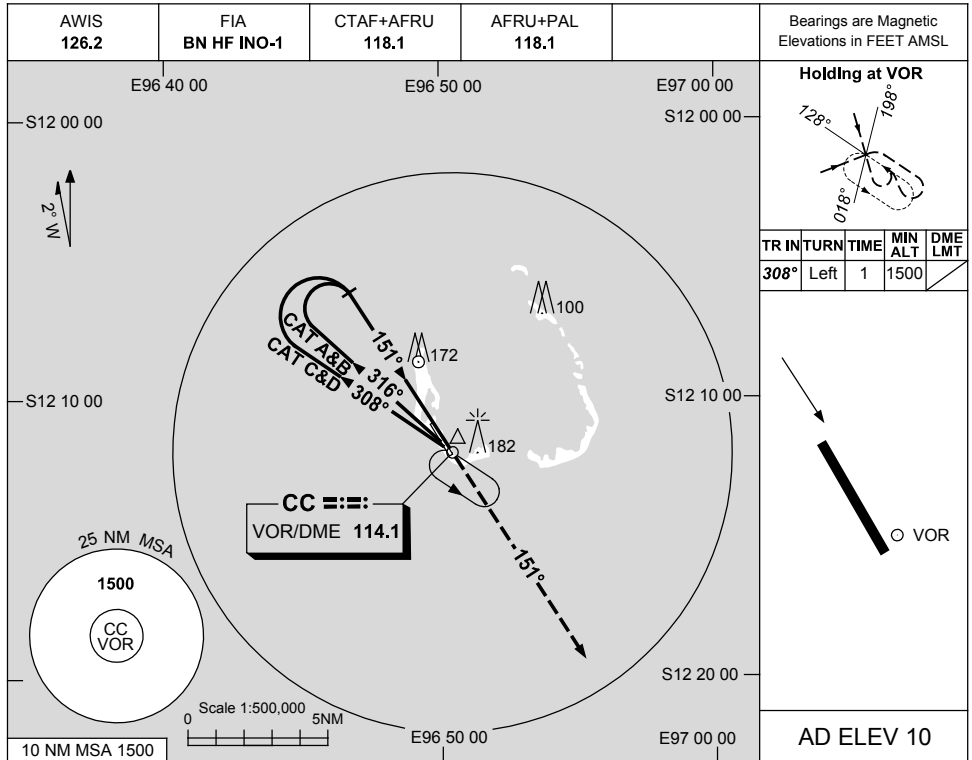 AWIS
126.2
FIA
BN HF INO-1
CTAF+AFRU
118.1
AFRU+PAL
118.1
Bearings are Magnetic
Elevations in FEET AMSL
E96 40 00
E96 50 00
E97 00 00
S12 00 00
S12 00 00
2° W
100
172
151°
CAT A&B 316°
CAT C&D 308°
S12 10 00
S12 10 00
182
CC
VOR/DME 114.1
151°
25 NM MSA
1500
CC
VOR
S12 20 00
Scale 1:500,000
0 5NM
10 NM MSA 1500
E96 50 00
E97 00 00
Holding at VOR
128°
198°
018°
TR IN TURN TIME MIN ALT DME LMT
308° Left 1 1500
VOR
AD ELEV 10